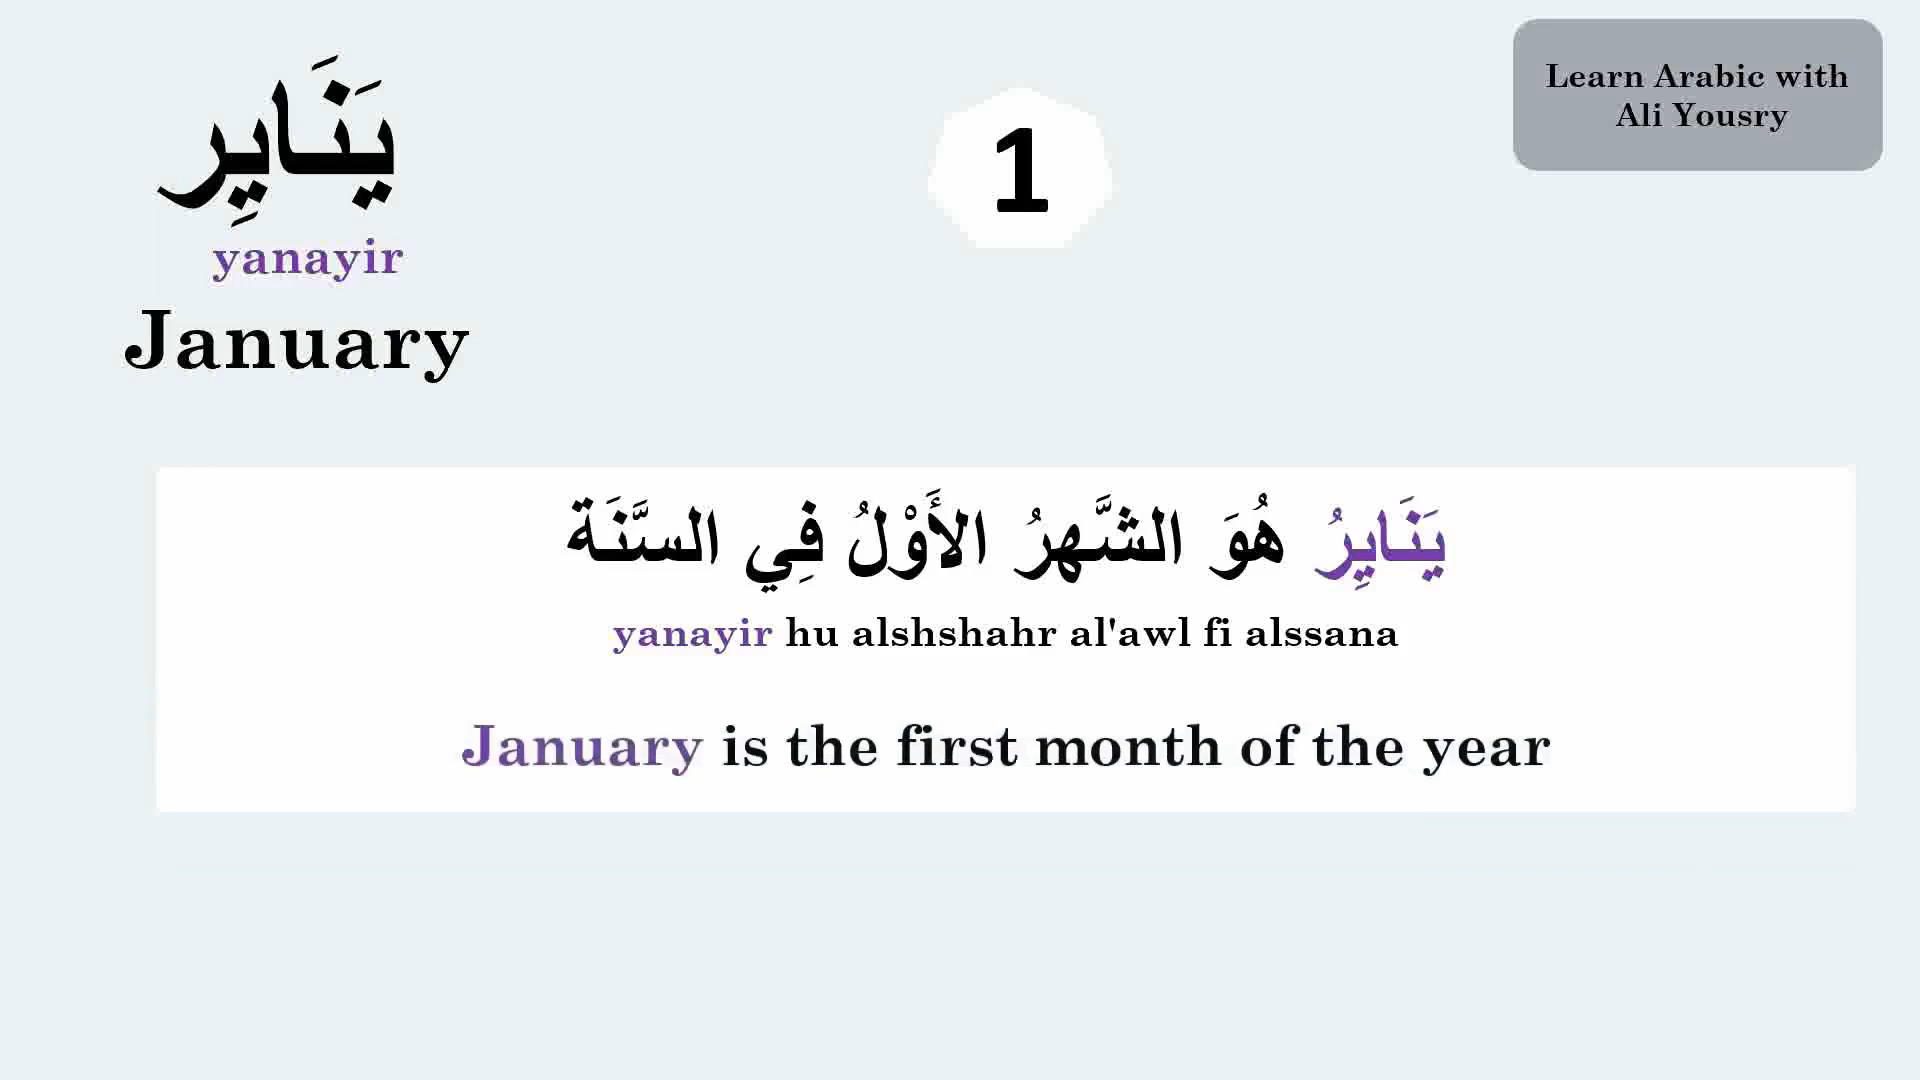 يَنَايِر
yanayir
January
1
Learn Arabic with
Ali Yousry
يَنَايِرُ هُوَ الشَّهرُ الأَوْلُ فِي السَّنَة
yanayir hu alshshahr al'awl fi alssana
January is the first month of the year